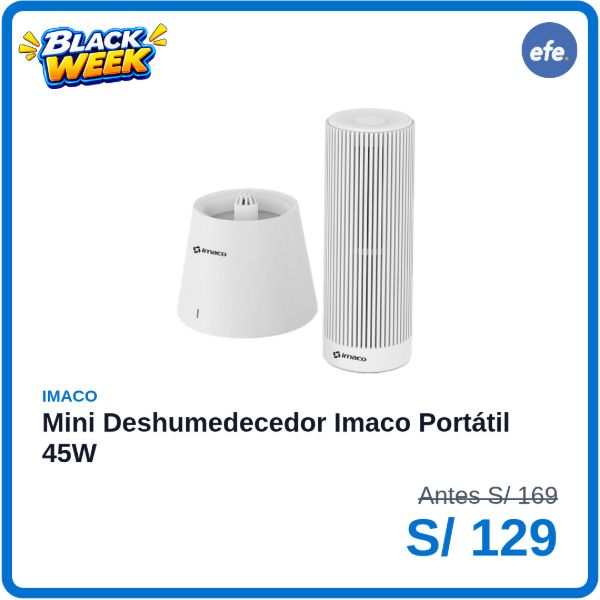 BLACK
WEEK
efe.
imaco
imaco
IMACO
Mini Deshumedecedor Imaco Portátil
45W
Antes S/ 169
S/ 129